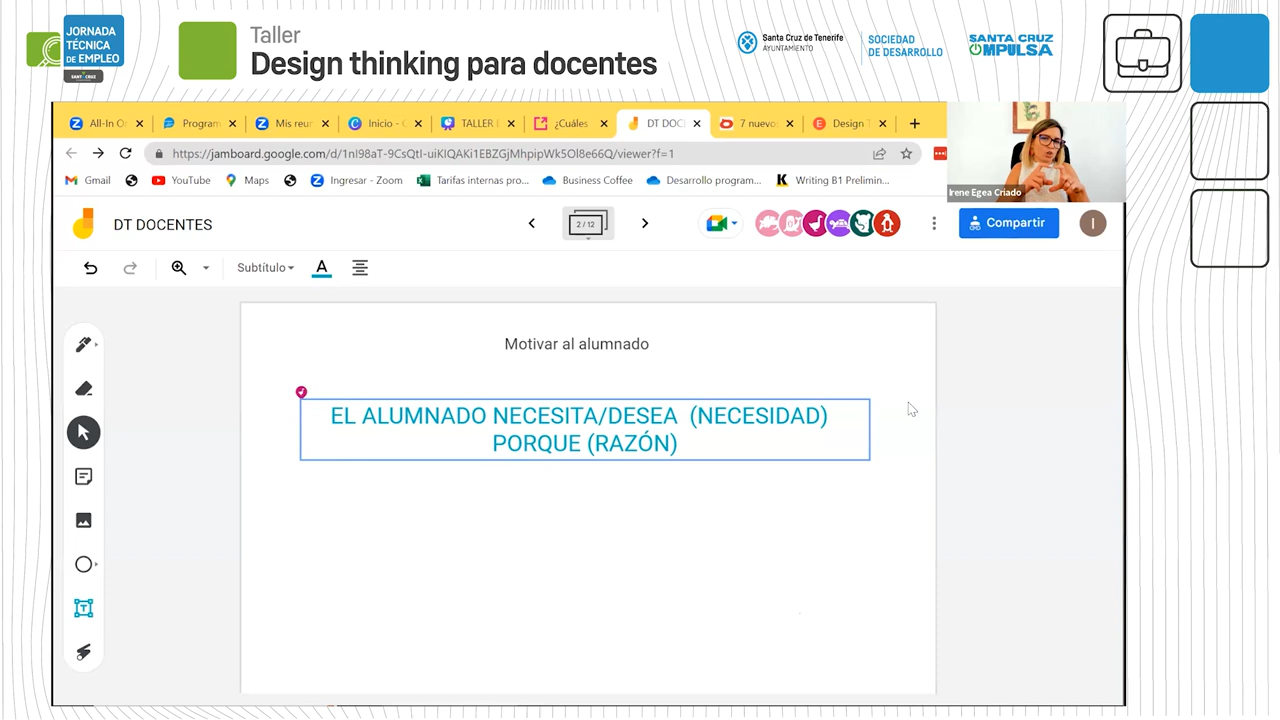 JORNADA
TÉCNICA
DE EMPLEO
Taller
Design thinking para docentes
Santa Cruz de Tenerife
AYUNTAMIENTO
SOCIEDAD
DE DESARROLLO
SANTA CRUZ
MPULSA
All-In O
Program
Mis reu
Inicio - C
TALLER
¿Cuáles
DT DOC
7 nuevo
Design T
https://jamboard.google.com/d/1nI98aT-9CsQtI-uiKIQAKi1EBZGjMhpipWk5Ol8e66Q/viewer?f=1
Gmail
YouTube
Maps
Ingresar - Zoom
Tarifas internas pro...
Business Coffee
Desarrollo program...
Writing B1 Prelimin...
Irene Egea Criado
DT DOCENTES
2 / 12
Compartir
I
Subtítulo
A
Motivar al alumnado
EL ALUMNADO NECESITA/DESEA (NECESIDAD)
PORQUE (RAZÓN)